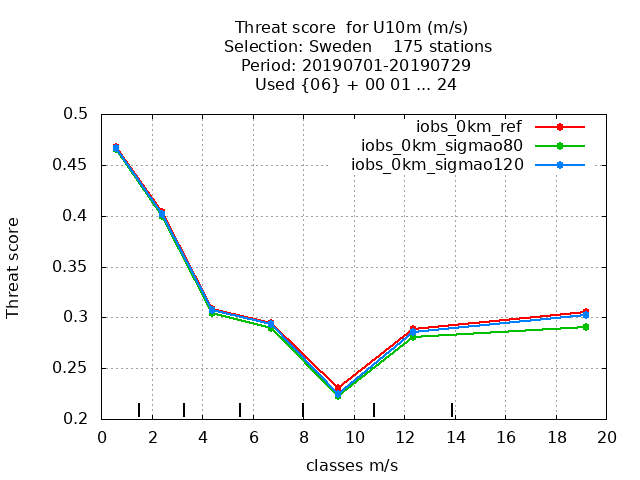 Threat score  for U10m (m/s)
Selection: Sweden    175 stations
Period: 20190701-20190729
Used {06} + 00 01 ... 24
iobs_0km_ref
iobs_0km_sigmao80
iobs_0km_sigmao120
Threat score
0.5
0.45
0.4
0.35
0.3
0.25
0.2
0 2 4 6 8 10 12 14 16 18 20
classes m/s